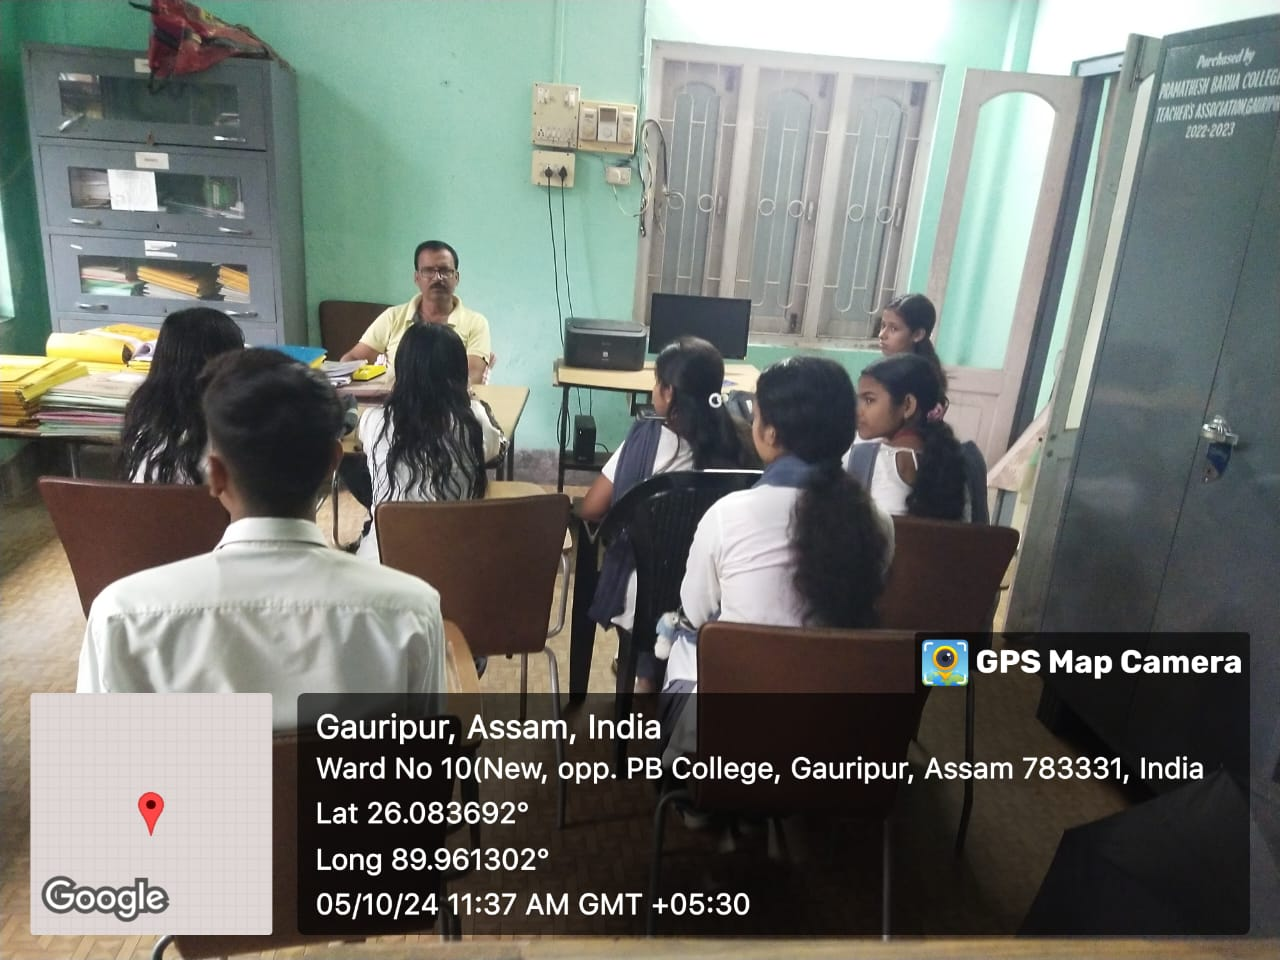 Purchased by
PRAMATHESH BARUA COLLEGE
TEACHER'S ASSOCIATION, GAURIPU
2022-2023
GPS Map Camera
Gauripur, Assam, India
Ward No 10(New, opp. PB College, Gauripur, Assam 783331, India
Lat 26.083692°
Long 89.961302°
05/10/24 11:37 AM GMT +05:30
Google